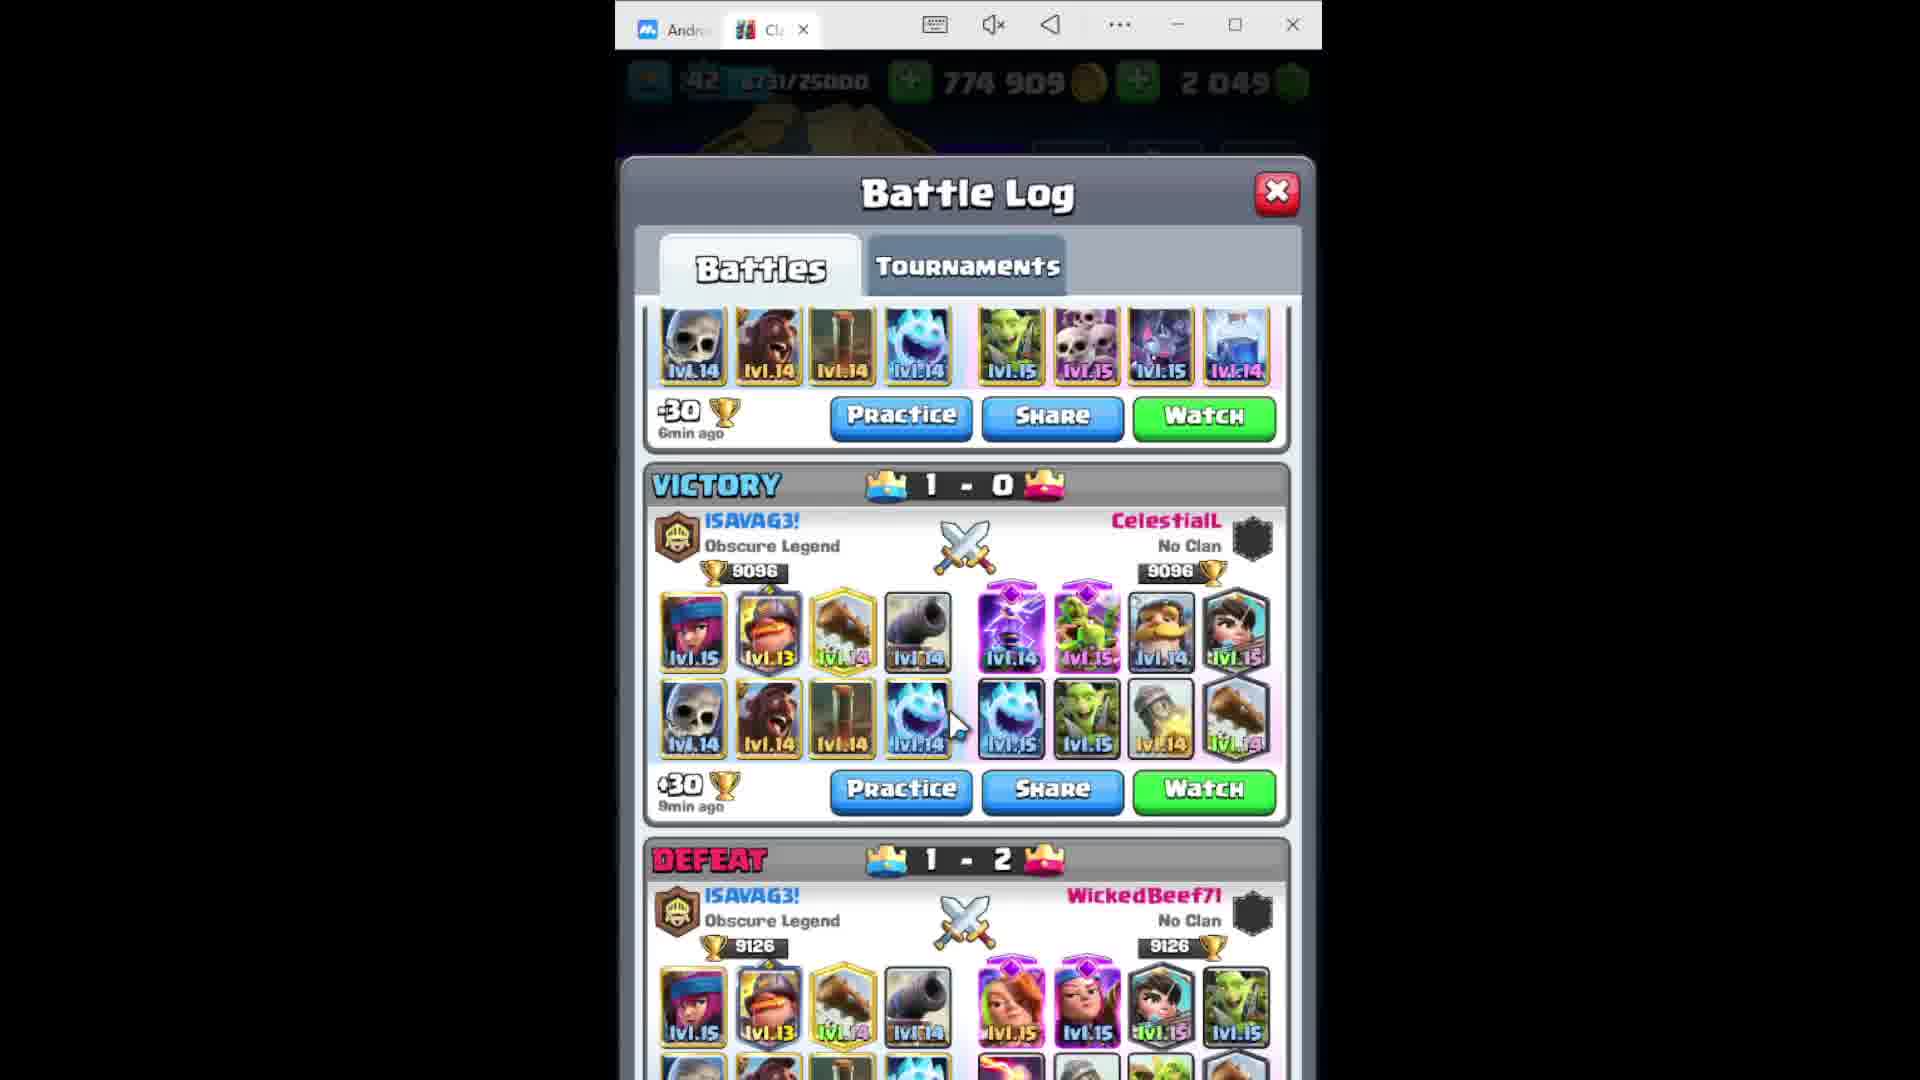 Andro
Cla
42 8731/25000 774 909 2 049
Battle Log
Battles Tournaments
lvl.14 lvl.14 lvl.14 lvl.14 lvl.15 lvl.15 lvl.15 lvl.14
-30 Practice Share Watch
6min ago
VICTORY 1 - 0
ISAVAG3! CelestialL
Obscure Legend No Clan
9096 9096
lvl.15 lvl.13 lvl.14 lvl.14 lvl.14 lvl.15 lvl.14 lvl.15
lvl.14 lvl.14 lvl.14 lvl.14 lvl.15 lvl.15 lvl.14 lvl.14
+30 Practice Share Watch
9min ago
DEFEAT 1 - 2
ISAVAG3! WickedBeef71
Obscure Legend No Clan
9126 9126
lvl.15 lvl.13 lvl.14 lvl.14 lvl.15 lvl.15 lvl.15 lvl.15